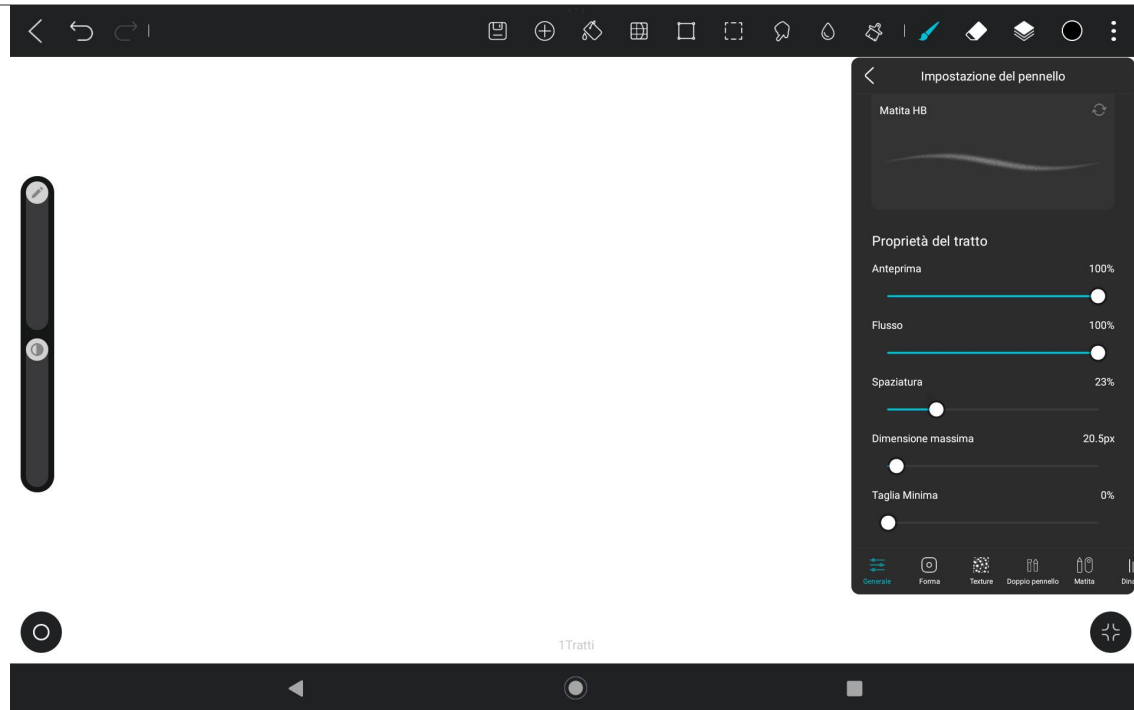 Impostazione del pennello
Matita HB
Proprietà del tratto
Anteprima 100%
Flusso 100%
Spaziatura 23%
Dimensione massima 20.5px
Taglia Minima 0%
Generale Forma Texture Doppio pennello Matita Dina
1Tratti